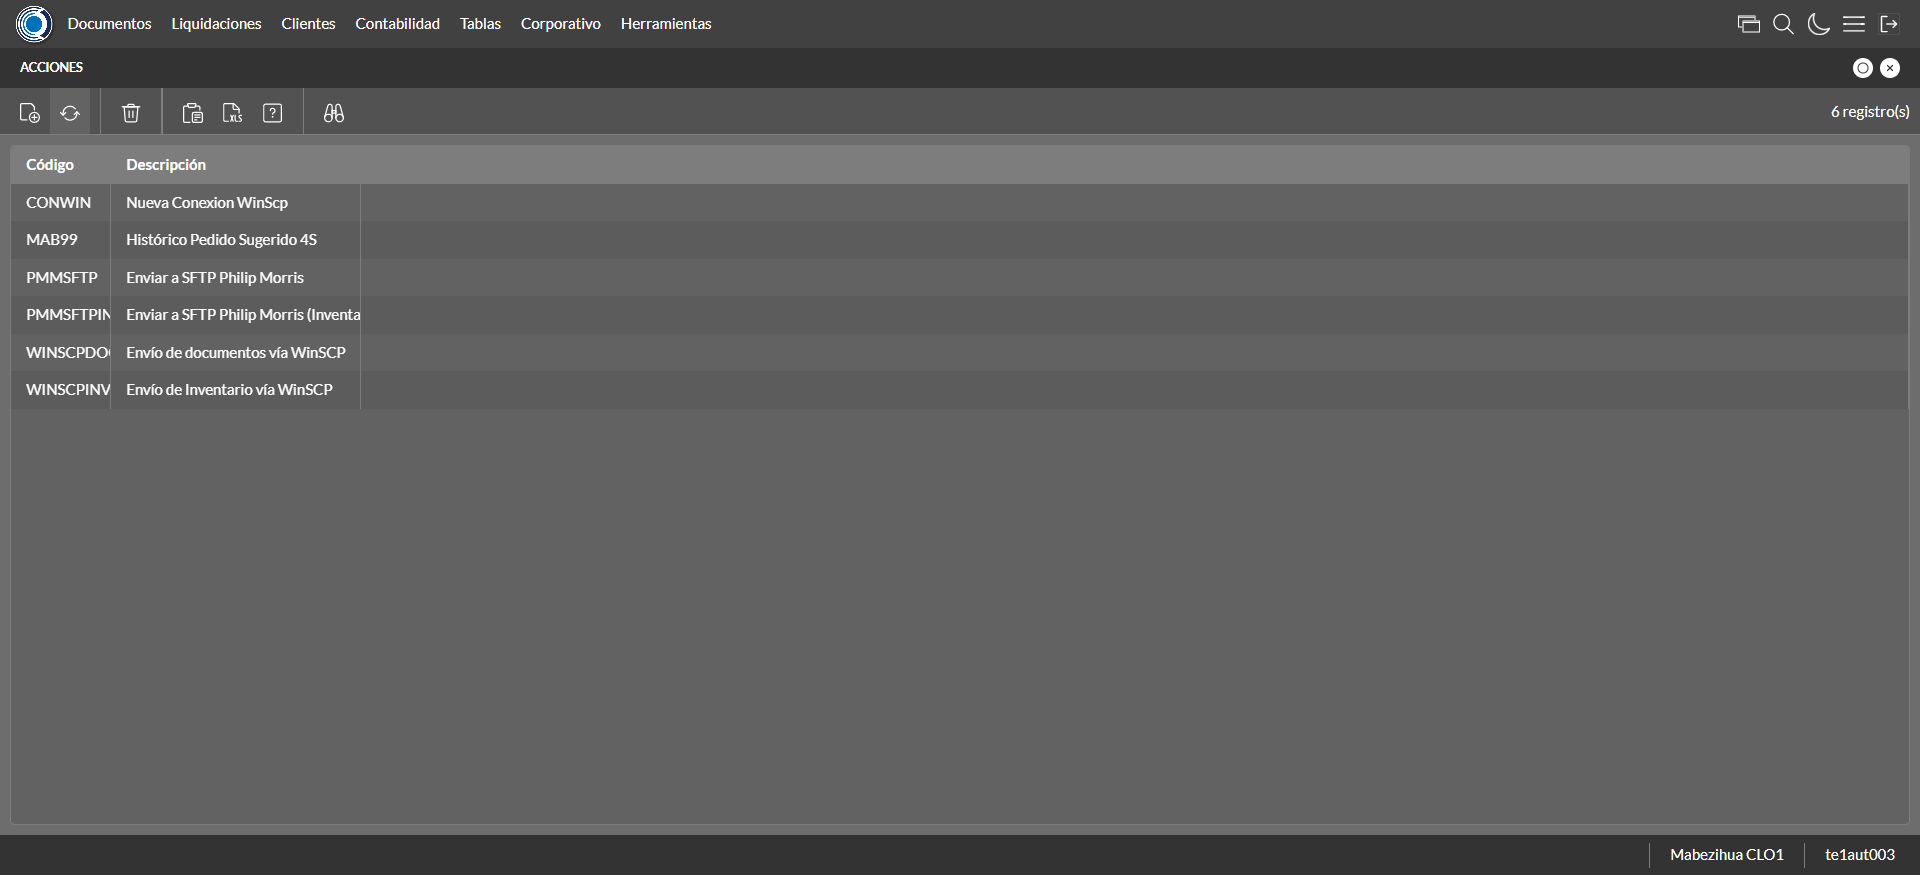 Documentos Liquidaciones Clientes Contabilidad Tablas Corporativo Herramientas
ACCIONES
XLS ? 6 registro(s)
Código Descripción
CONWIN Nueva Conexion WinScp
MAB99 Histórico Pedido Sugerido 4S
PMMSFTP Enviar a SFTP Philip Morris
PMMSFTPIN Enviar a SFTP Philip Morris (Inventa
WINSCPDO Envío de documentos vía WinSCP
WINSCPINV Envío de Inventario vía WinSCP
Mabezihua CLO1 te1aut003